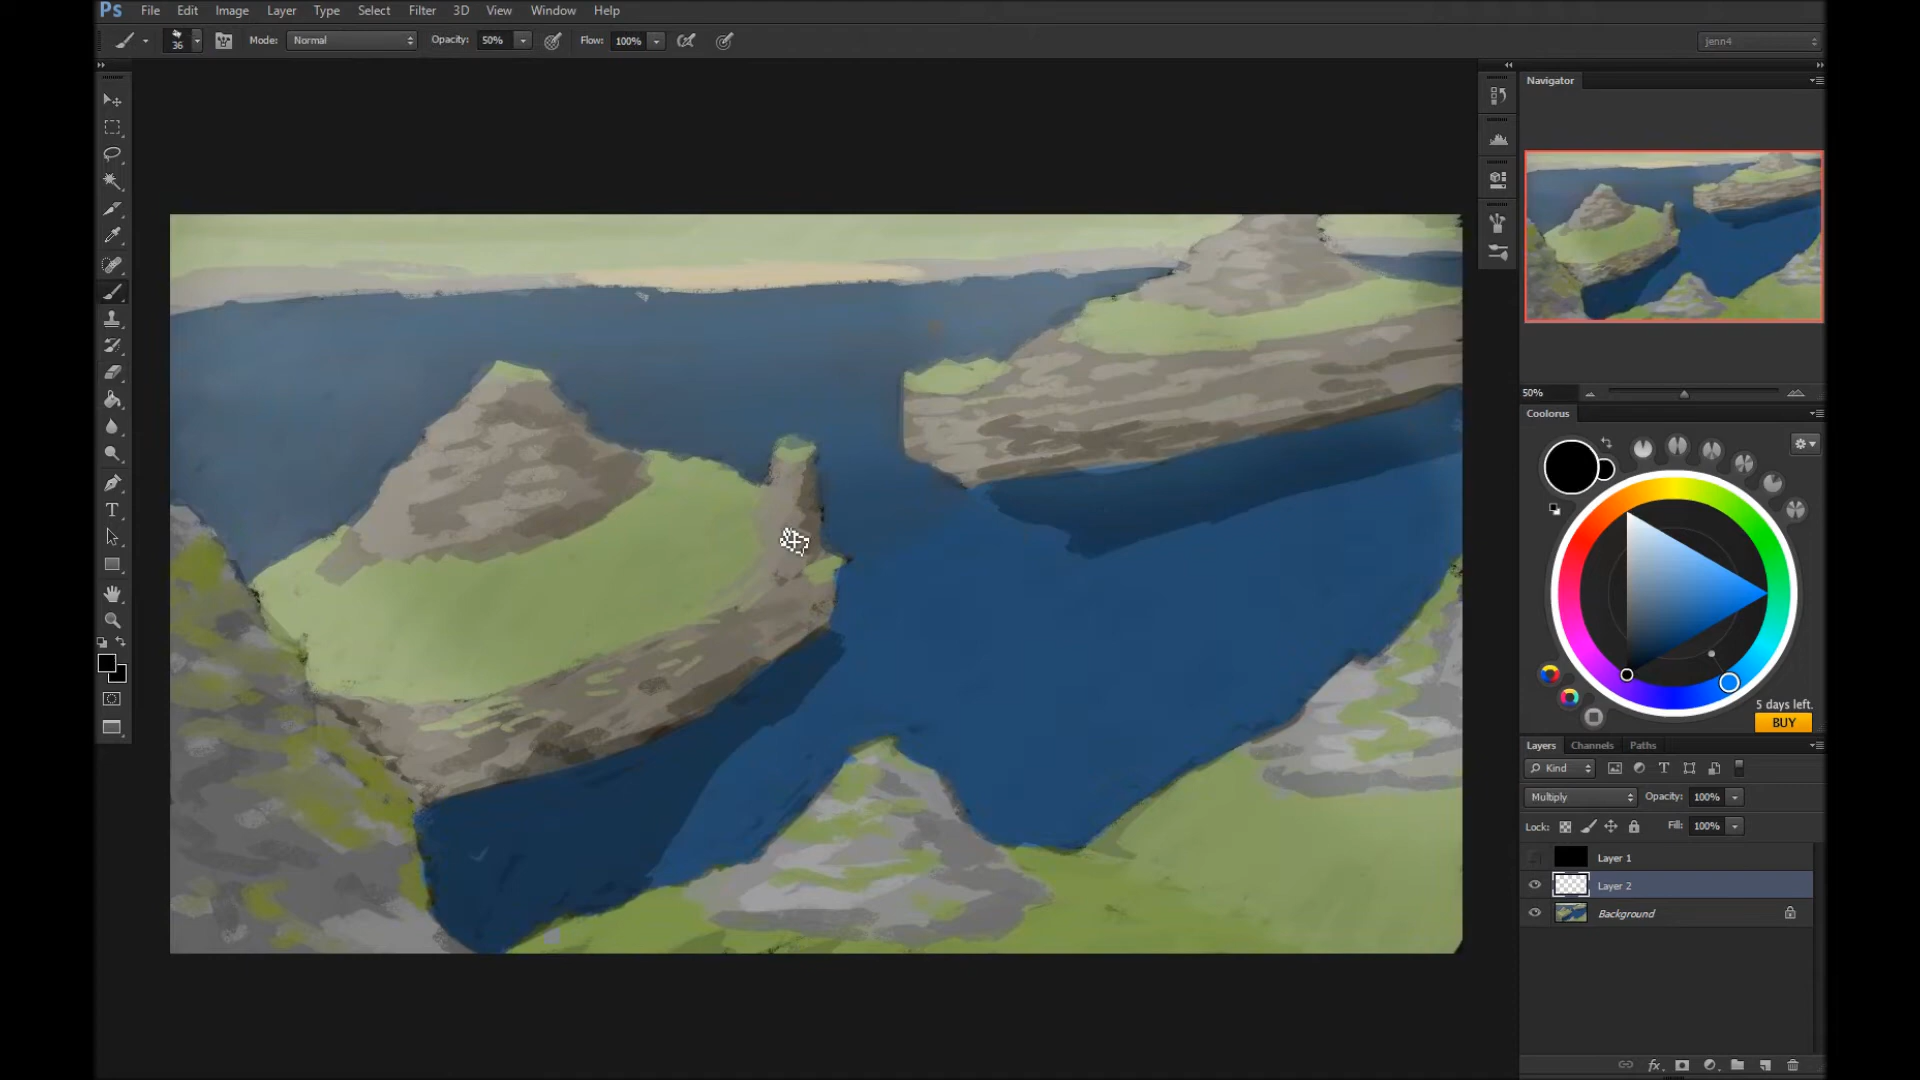 Ps File Edit Image Layer Type Select Filter 3D View Window Help
36 Mode: Normal Opacity: 50% Flow: 100% jenn4
Navigator
50%
Coolorus
5 days left.
BUY
Layers Channels Paths
Kind
Multiply Opacity: 100%
Lock: Fill: 100%
Layer 1
Layer 2
Background
fx
T